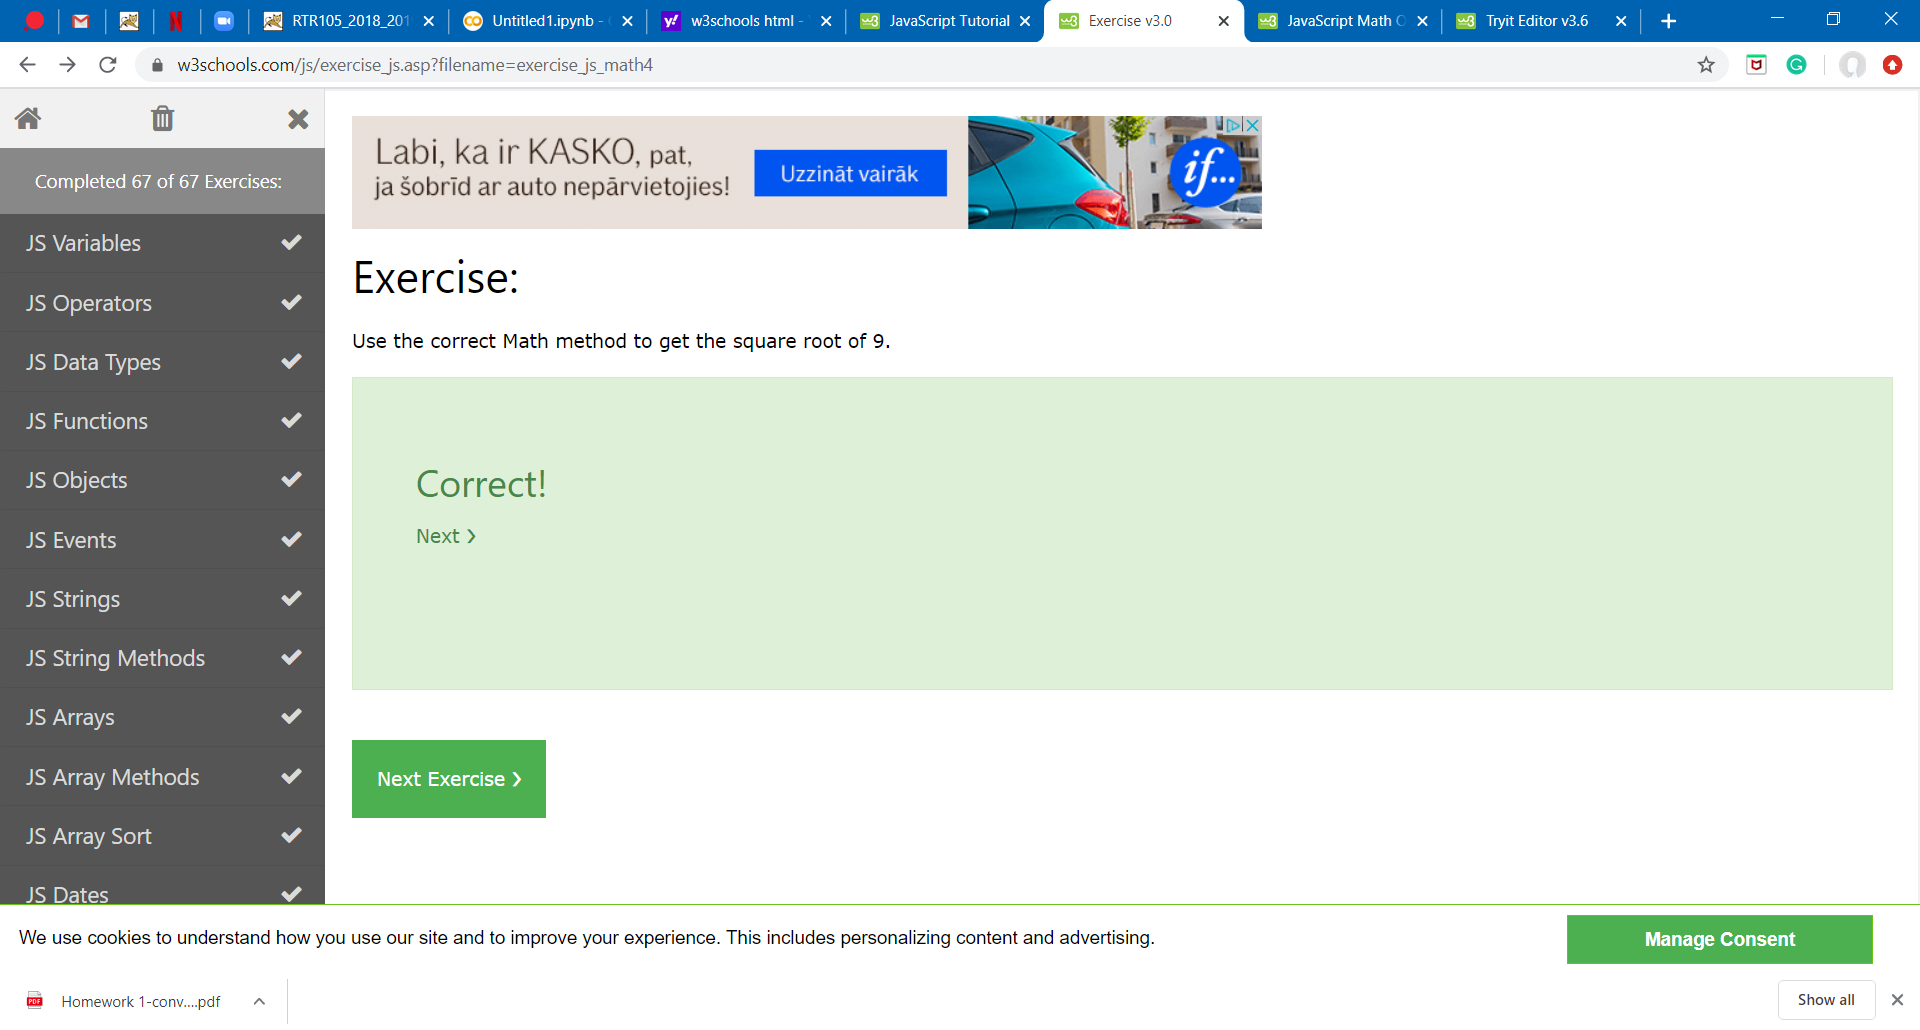 RTR105_2018_201
Untitled1.ipynb -
w3schools html -
JavaScript Tutorial
Exercise v3.0
JavaScript Math O
Tryit Editor v3.6
w3schools.com/js/exercise_js.asp?filename=exercise_js_math4
Completed 67 of 67 Exercises:
JS Variables
JS Operators
JS Data Types
JS Functions
JS Objects
JS Events
JS Strings
JS String Methods
JS Arrays
JS Array Methods
JS Array Sort
JS Dates
Labi, ka ir KASKO, pat,
ja šobrīd ar auto nepārvietojies!
Uzzināt vairāk
if...
Exercise:
Use the correct Math method to get the square root of 9.
Correct!
Next ❯
Next Exercise ❯
We use cookies to understand how you use our site and to improve your experience. This includes personalizing content and advertising.
Manage Consent
PDF
Homework 1-conv....pdf
Show all